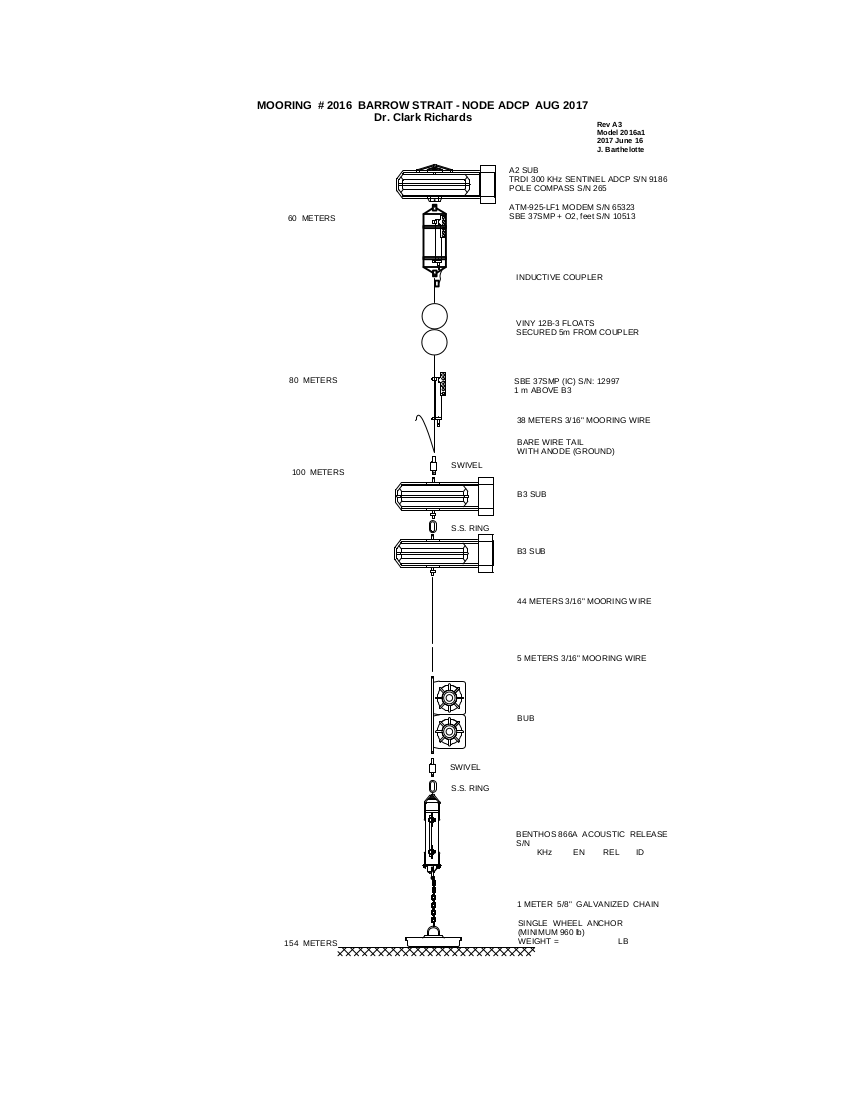 MOORING # 2016 BARROW STRAIT - NODE ADCP AUG 2017
Dr. Clark Richards
Rev A3
Model 2016a1
2017 June 16
J. Barthelotte
A2 SUB
TRDI 300 KHz SENTINEL ADCP S/N 9186
POLE COMPASS S/N 265
ATM-925-LF1 MODEM S/N 65323
60 METERS
SBE 37SMP + O2, feet S/N 10513
INDUCTIVE COUPLER
VINY 12B-3 FLOATS
SECURED 5m FROM COUPLER
80 METERS
SBE 37SMP (IC) S/N: 12997
1 m ABOVE B3
38 METERS 3/16" MOORING WIRE
BARE WIRE TAIL
WITH ANODE (GROUND)
SWIVEL
100 METERS
B3 SUB
S.S. RING
B3 SUB
44 METERS 3/16" MOORING WIRE
5 METERS 3/16" MOORING WIRE
BUB
SWIVEL
S.S. RING
BENTHOS 866A ACOUSTIC RELEASE
S/N
KHz EN REL ID
1 METER 5/8" GALVANIZED CHAIN
SINGLE WHEEL ANCHOR
(MINIMUM 960 lb)
154 METERS
WEIGHT = LB